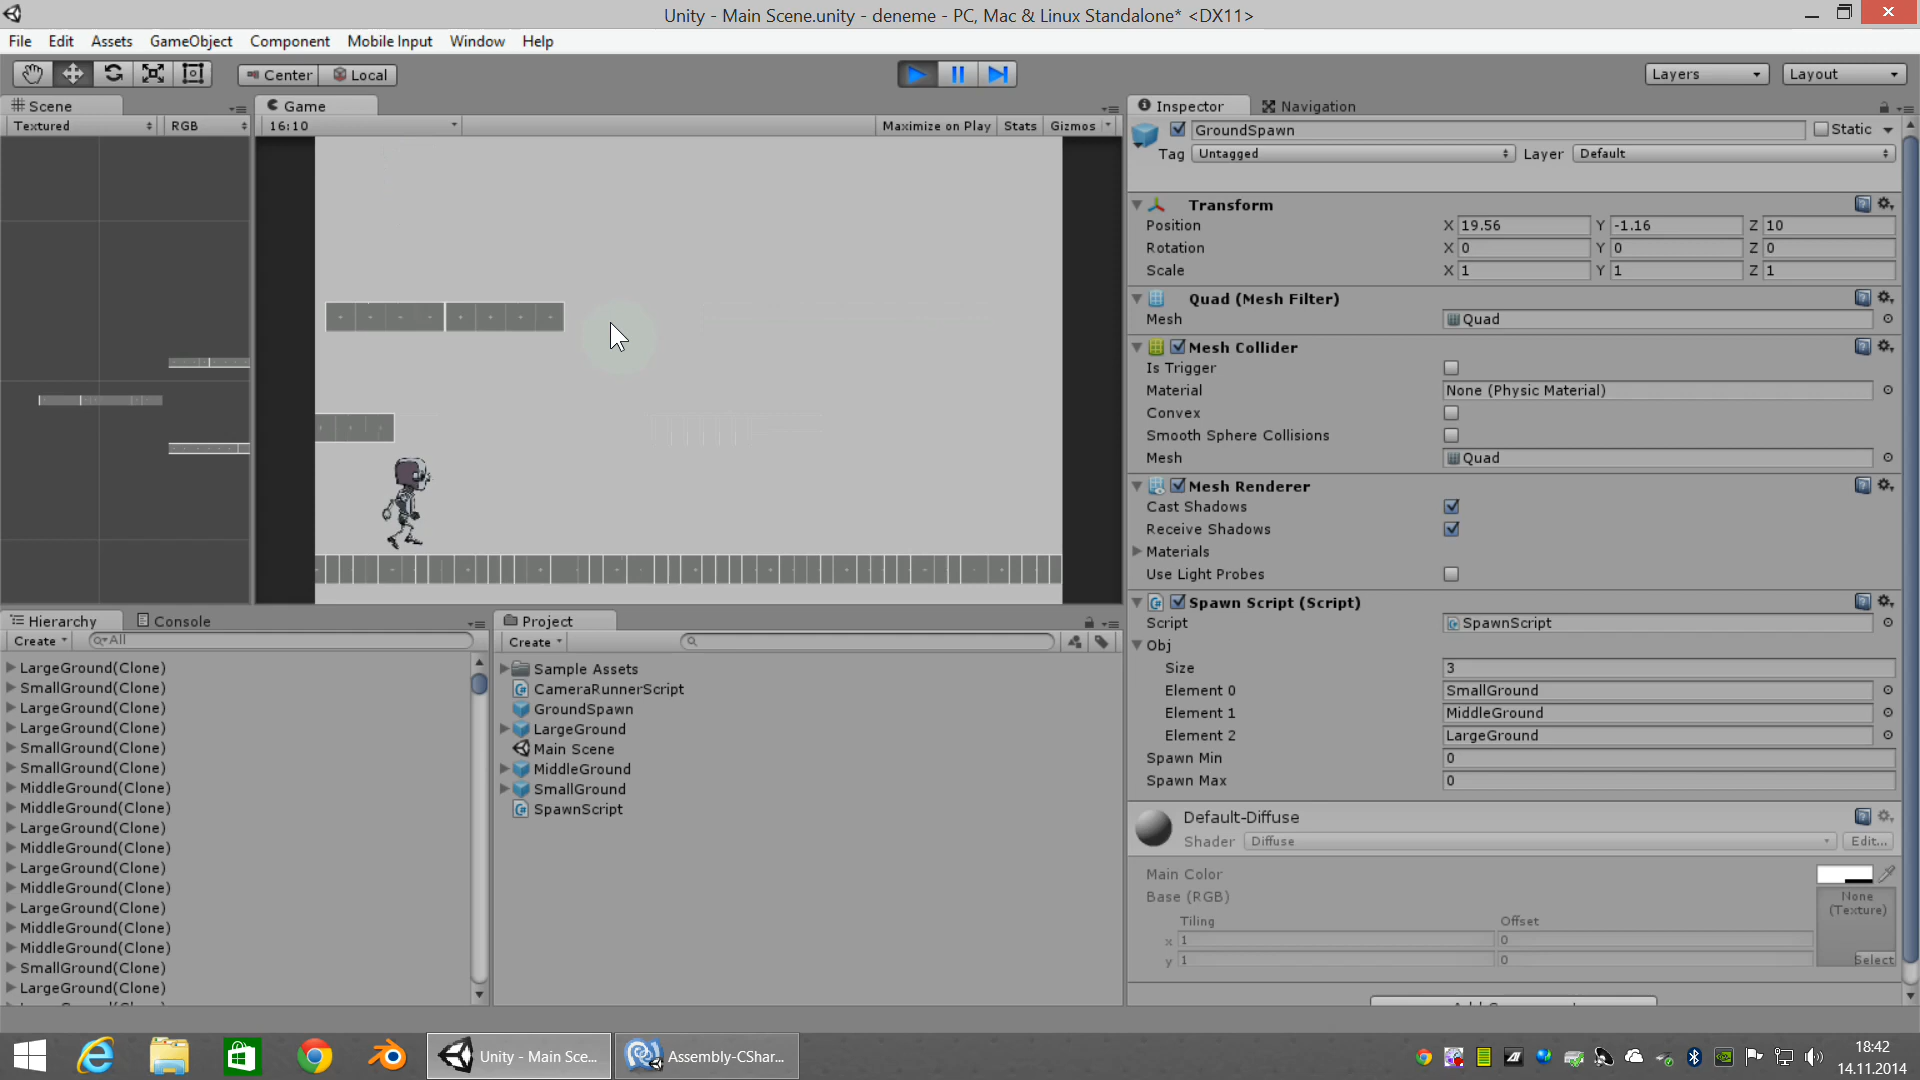 Unity - Main Scene.unity - deneme - PC, Mac & Linux Standalone* <DX11>
File Edit Assets GameObject Component Mobile Input Window Help
Center Local Layers Layout
Scene Game Inspector Navigation
Textured RGB 16:10 Maximize on Play Stats Gizmos
GroundSpawn Static
Tag Untagged Layer Default
Transform
Position X 19.56 Y -1.16 Z 10
Rotation X 0 Y 0 Z 0
Scale X 1 Y 1 Z 1
Quad (Mesh Filter)
Mesh Quad
Mesh Collider
Is Trigger
Material None (Physic Material)
Convex
Smooth Sphere Collisions
Mesh Quad
Mesh Renderer
Cast Shadows
Receive Shadows
Materials
Use Light Probes
Spawn Script (Script)
Script SpawnScript
Obj
Size 3
Element 0 SmallGround
Element 1 MiddleGround
Element 2 LargeGround
Spawn Min 0
Spawn Max 0
Default-Diffuse
Shader Diffuse Edit...
Main Color
Base (RGB) None
(Texture)
Tiling Offset
x 1 0
y 1 0 Select
Hierarchy Console
Create All
LargeGround(Clone)
SmallGround(Clone)
LargeGround(Clone)
LargeGround(Clone)
SmallGround(Clone)
SmallGround(Clone)
MiddleGround(Clone)
MiddleGround(Clone)
LargeGround(Clone)
MiddleGround(Clone)
LargeGround(Clone)
MiddleGround(Clone)
LargeGround(Clone)
MiddleGround(Clone)
MiddleGround(Clone)
SmallGround(Clone)
LargeGround(Clone)
Project
Create
Sample Assets
CameraRunnerScript
GroundSpawn
LargeGround
Main Scene
MiddleGround
SmallGround
SpawnScript
Unity - Main Sce...
Assembly-CShar...
18:42
14.11.2014